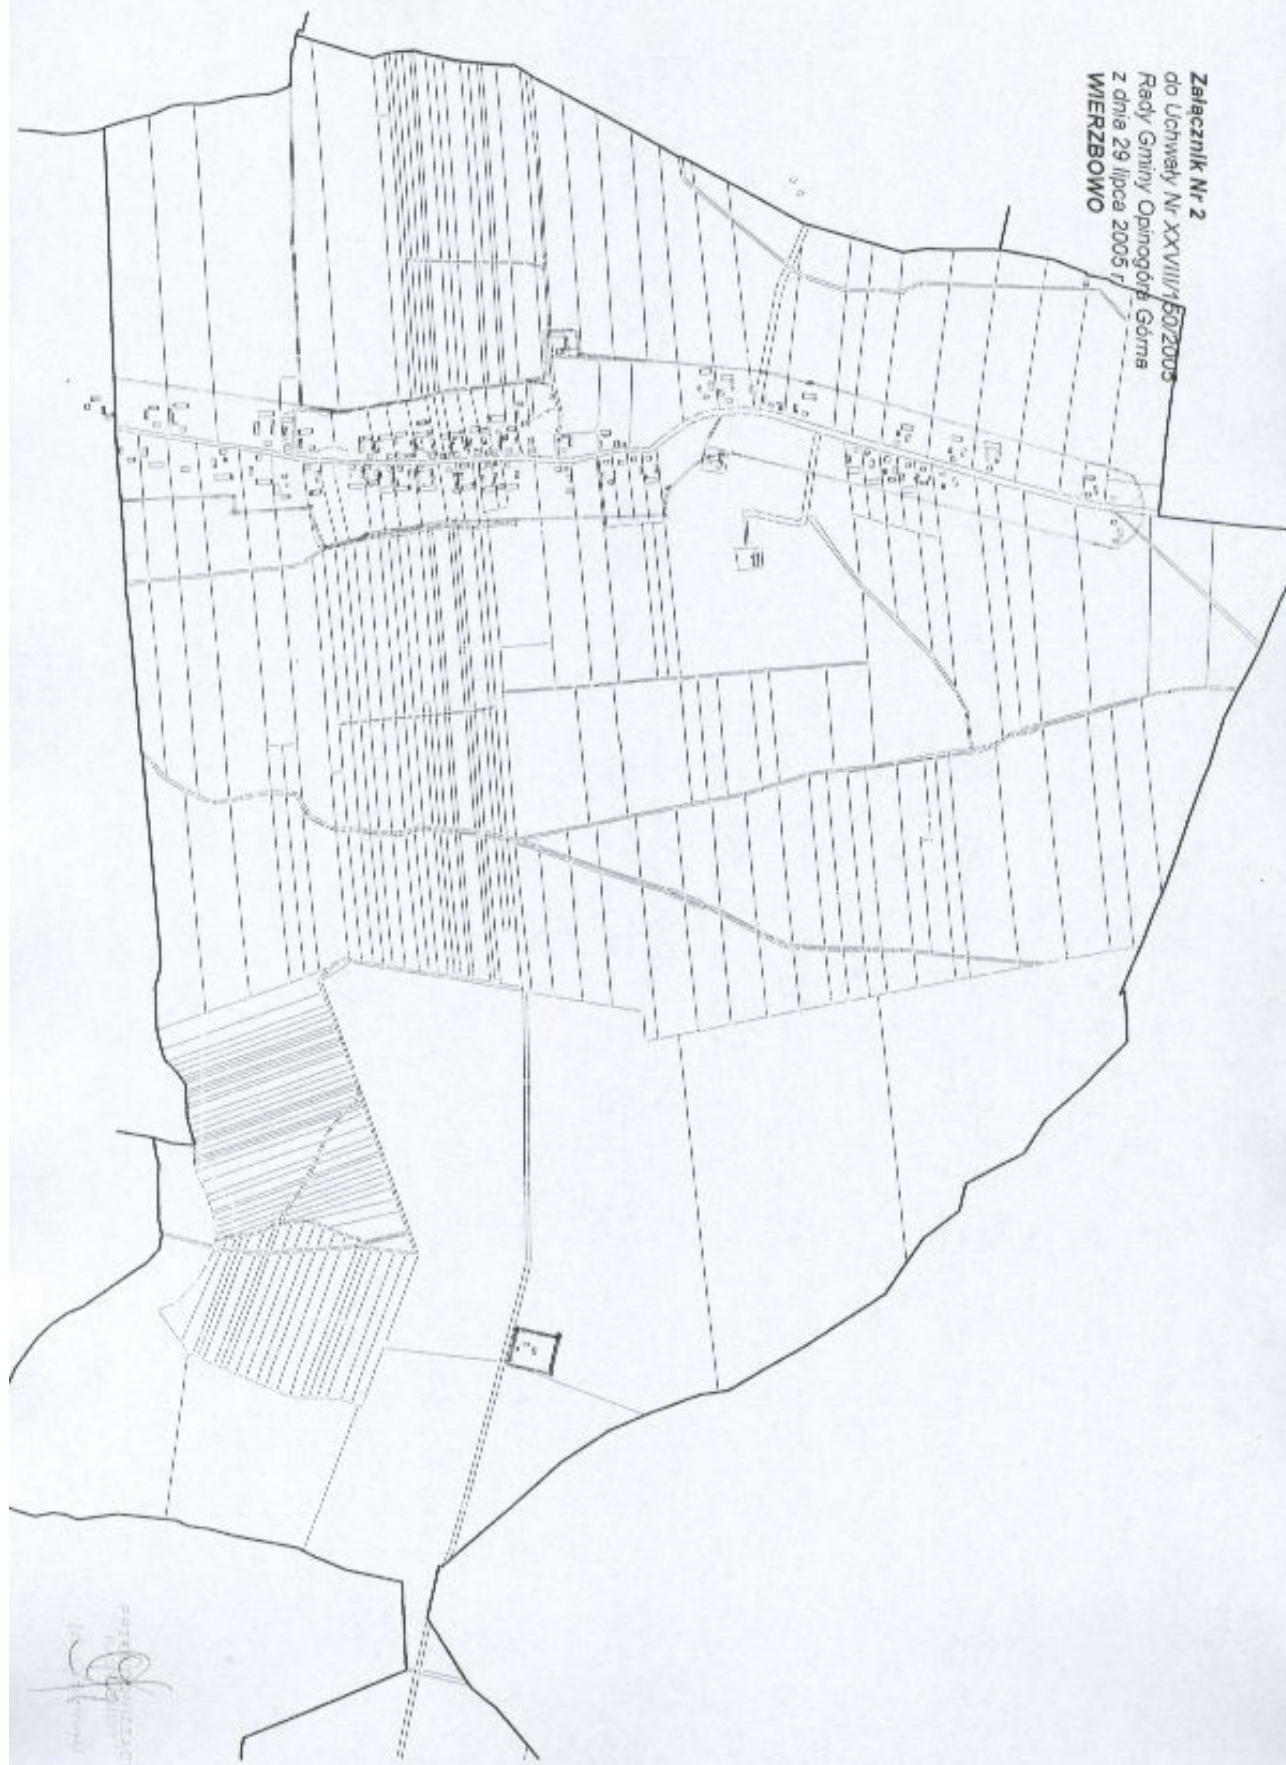 Załącznik Nr 2
do Uchwały Nr XXVIII/150/2005
Rady Gminy Opinogóra Górna
z dnia 29 lipca 2005 r.
WIERZBOWO